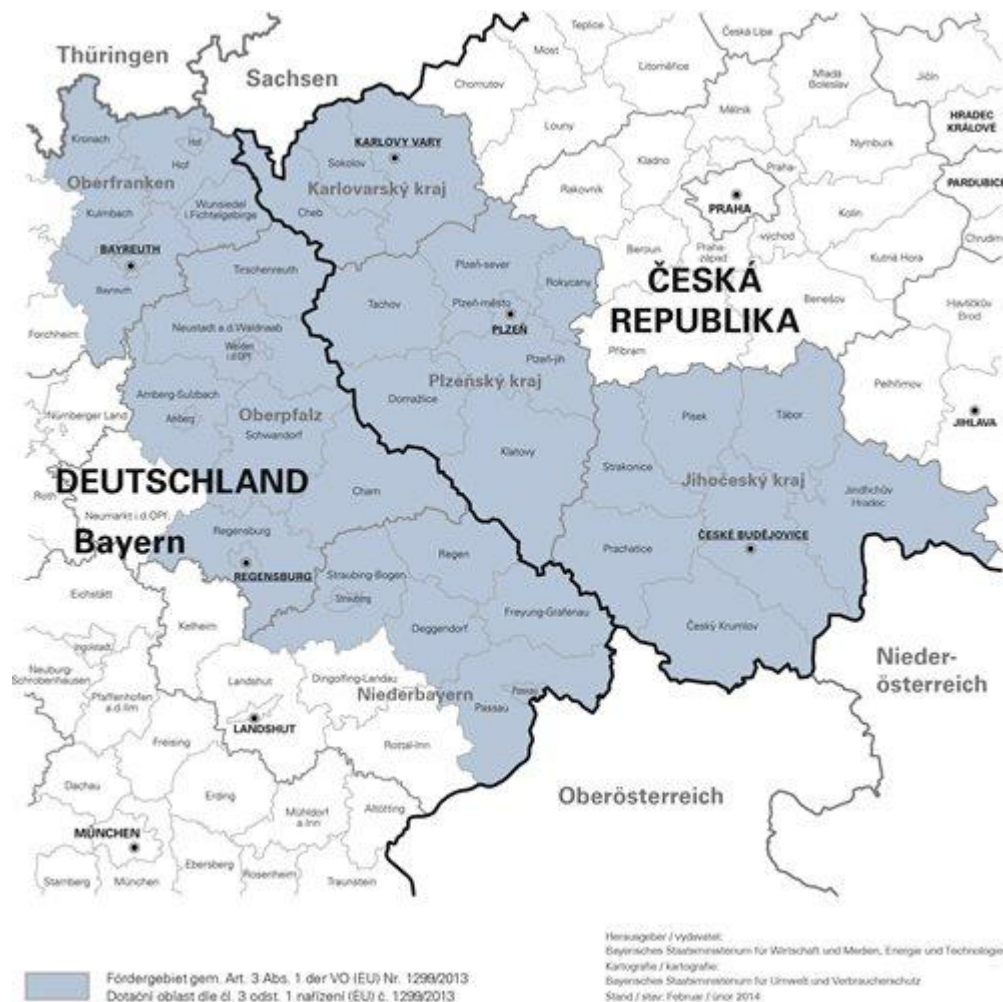 Thüringen
Sachsen
Teplice
Česká Lípa
Most
Chomutov
Litoměřice
Mladá
Boleslav
Jičín
Mělník
Louny
HRADEC
KRÁLOVÉ
Nymburk
Kladno
Praha-
Rakovník
PRAHA
PARDUBIC
Kolín
Chrudim
Beroun
Praha-
západ
-východ
Kutná Hora
ČESKÁ
REPUBLIKA
Benešov
Havlíčkův
Brod
Příbram
Pelhřimov
JIHLAVA
Kronach
Hof
Hof
Oberfranken
Kulmbach
Wunsiedel
i.Fichtelgebirge
BAYREUTH
Bayreuth
Forchheim
KARLOVY VARY
Sokolov
Karlovarský kraj
Cheb
Tirschenreuth
Neustadt a.d.Waldnaab
Weiden
i.d.OPf.
Plzeň-sever
Rokycany
Tachov
Plzeň-město
PLZEŇ
Plzeň-jih
Plzeňský kraj
Domažlice
Klatovy
Amberg-Sulzbach
Amberg
Oberpfalz
Schwandorf
Nürnberger Land
DEUTSCHLAND
Roth
Neumarkt i.d.OPf.
Bayern
Cham
Regensburg
REGENSBURG
Písek
Tábor
Strakonice
Jihočeský kraj
Jindřichův
Hradec
Prachatice
ČESKÉ BUDĚJOVICE
Český Krumlov
Regen
Straubing-Bogen
Straubing
Deggendorf
Freyung-Grafenau
Eichstätt
Kelheim
Ingolstadt
Neuburg-
Schrobenhausen
Pfaffenhofen
a.d.Ilm
Landshut
Dingolfing-Landau
Niederbayern
Passau
Passau
LANDSHUT
Rottal-Inn
Freising
Dachau
Erding
Mühldorf
a.Inn
Altötting
MÜNCHEN
Starnberg
München
Ebersberg
Rosenheim
Traunstein
Nieder-
österreich
Oberösterreich
Fördergebiet gem. Art. 3 Abs. 1 der VO (EU) Nr. 1299/2013
Dotační oblast dle čl. 3 odst. 1 nařízení (EU) č. 1299/2013
Herausgeber / vydavatel:
Bayerisches Staatsministerium für Wirtschaft und Medien, Energie und Technologie
Kartografie / kartografie:
Bayerisches Staatsministerium für Umwelt und Verbraucherschutz
Stand / stav: Februar / únor 2014